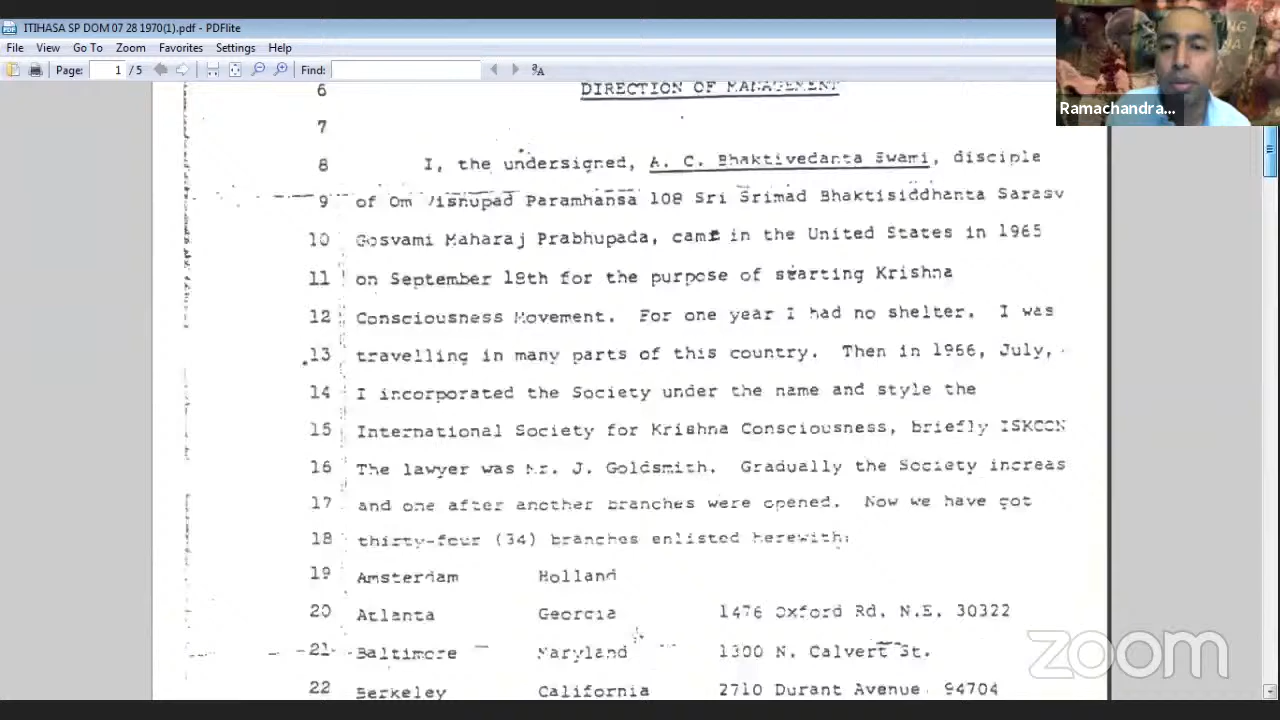 ITIHASA SP DOM 07 28 1970(1).pdf - PDFlite
File View Go To Zoom Favorites Settings Help
Page: 1 / 5 Find:
Ramachandra...
6 DIRECTION OF MANAGEMENT
7
8 I, the undersigned, A. C. Bhaktivedanta Swami, disciple
9 of Om Visnupad Paramhansa 108 Sri Srimad Bhaktisiddhanta Sarasv
10 Gosvami Maharaj Prabhupada, came in the United States in 1965
11 on September 18th for the purpose of starting Krishna
12 Consciousness Movement. For one year I had no shelter. I was
13 travelling in many parts of this country. Then in 1966, July,
14 I incorporated the Society under the name and style the
15 International Society for Krishna Consciousness, briefly ISKCON
16 The lawyer was Mr. J. Goldsmith. Gradually the Society increas
17 and one after another branches were opened. Now we have got
18 thirty-four (34) branches enlisted herewith:
19 Amsterdam Holland
20 Atlanta Georgia 1476 Oxford Rd. N.E. 30322
21 Baltimore Maryland 1300 N. Calvert St.
22 Berkeley California 2710 Durant Avenue 94704
zoom